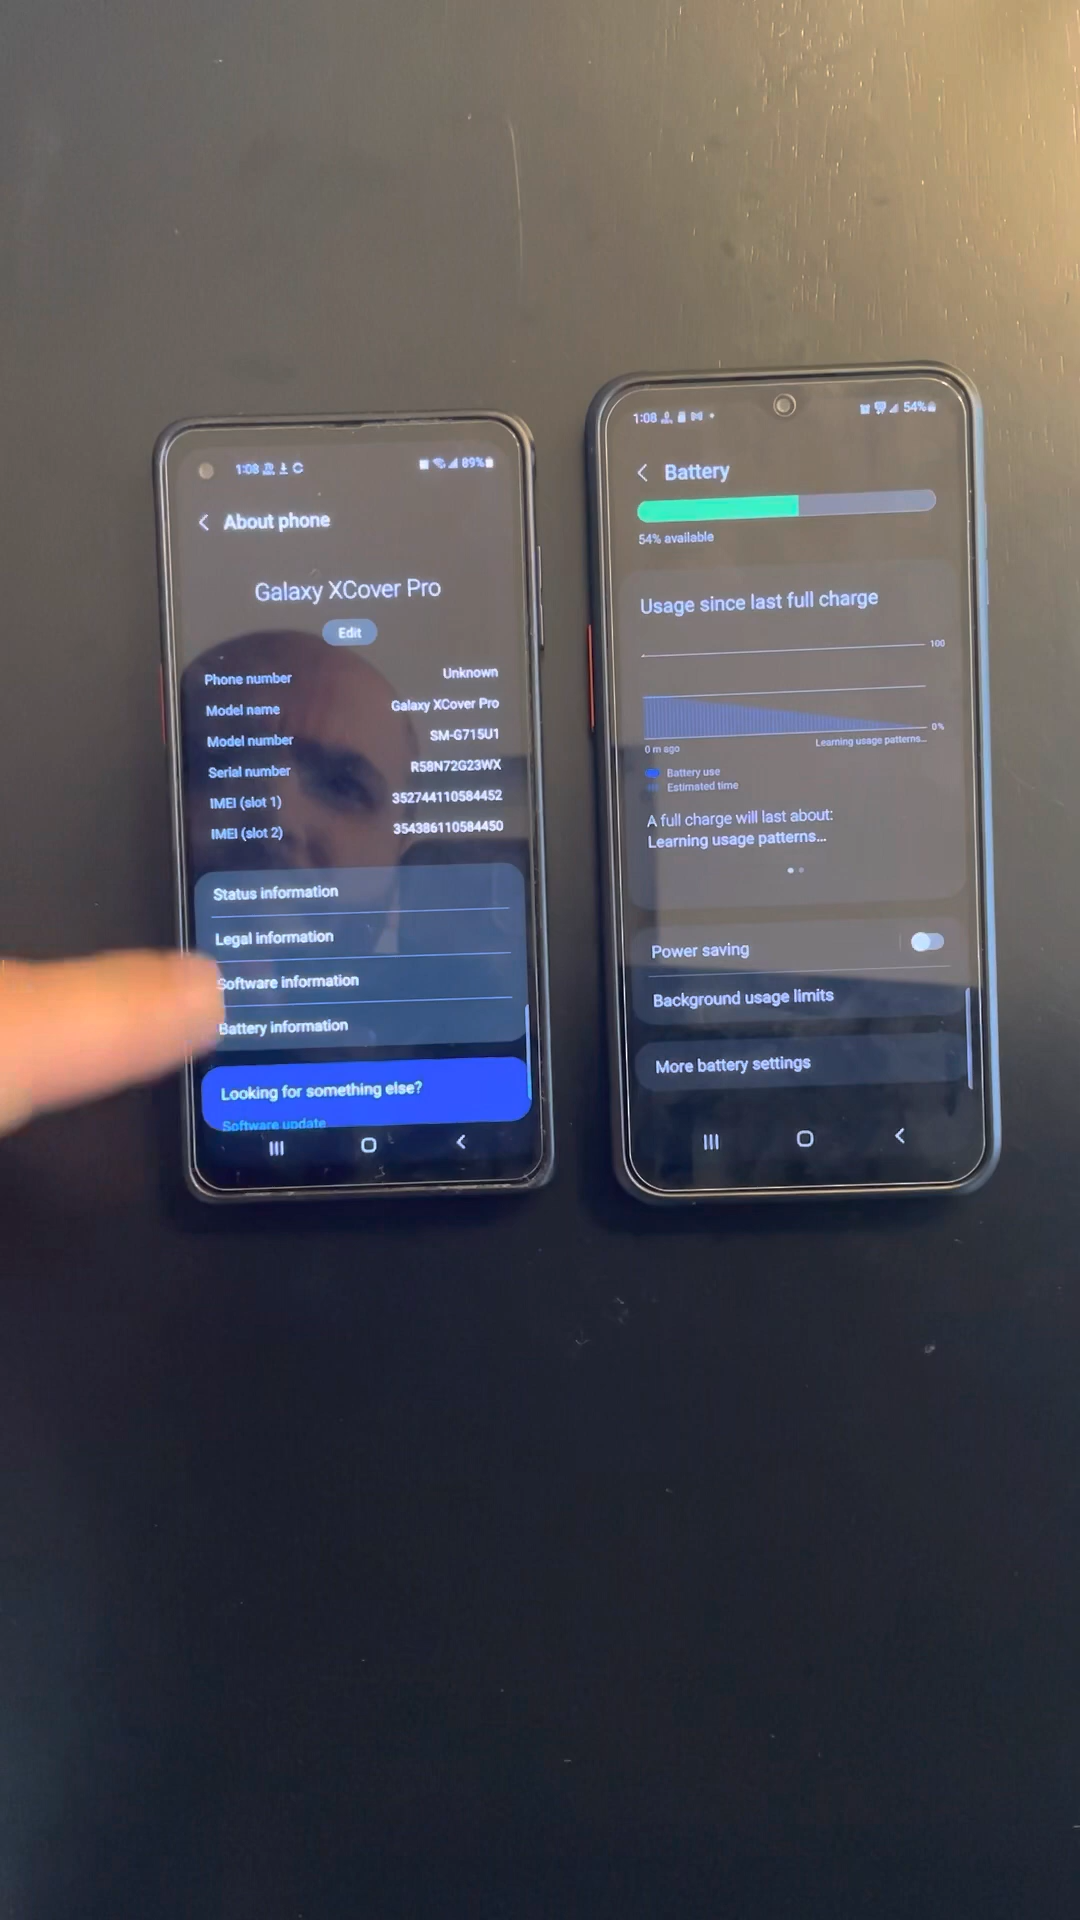 1:08
89%
About phone
Galaxy XCover Pro
Edit
Phone number Unknown
Model name Galaxy XCover Pro
Model number SM-G715U1
Serial number R58N72G23WX
IMEI (slot 1) 352744110584452
IMEI (slot 2) 354386110584450
Status information
Legal information
Software information
Battery information
Looking for something else?
Software update
1:08
54%
Battery
54% available
Usage since last full charge
100
0%
0 m ago Learning usage patterns...
Battery use
Estimated time
A full charge will last about:
Learning usage patterns...
Power saving
Background usage limits
More battery settings